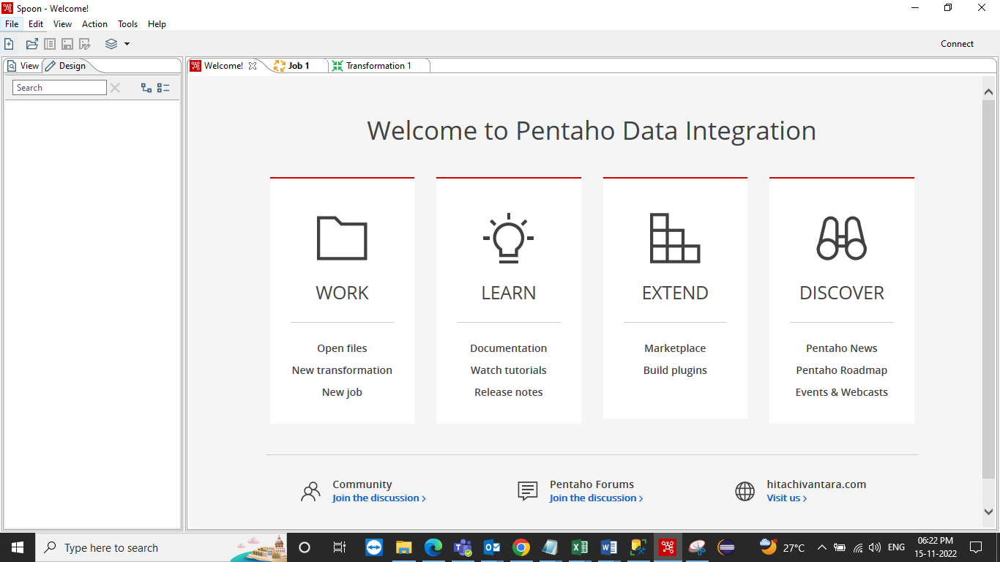 Spoon - Welcome!
File Edit View Action Tools Help
Connect
View Design
Welcome! Job 1 Transformation 1
Search
Welcome to Pentaho Data Integration
WORK
Open files
New transformation
New job
LEARN
Documentation
Watch tutorials
Release notes
EXTEND
Marketplace
Build plugins
DISCOVER
Pentaho News
Pentaho Roadmap
Events & Webcasts
Community
Join the discussion >
Pentaho Forums
Join the discussion >
hitachivantara.com
Visit us >
Type here to search
27°C
ENG
06:22 PM
15-11-2022